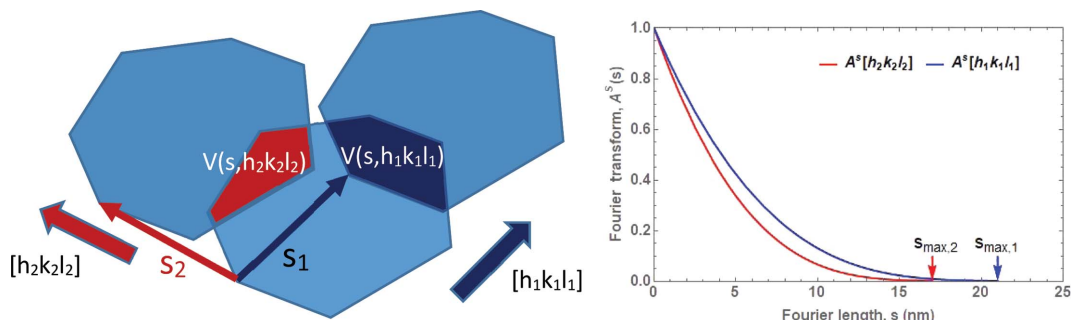 V(s,h₂k₂l₂)
V(s,h₁k₁l₁)
S₂
S₁
[h₂k₂l₂]
[h₁k₁l₁]
Aˢ[h₂k₂l₂] Aˢ[h₁k₁l₁]
Fourier transform, Aˢ(s)
1.0
0.8
0.6
0.4
0.2
0.0
Smax,2 Smax,1
0 5 10 15 20 25
Fourier length, s (nm)